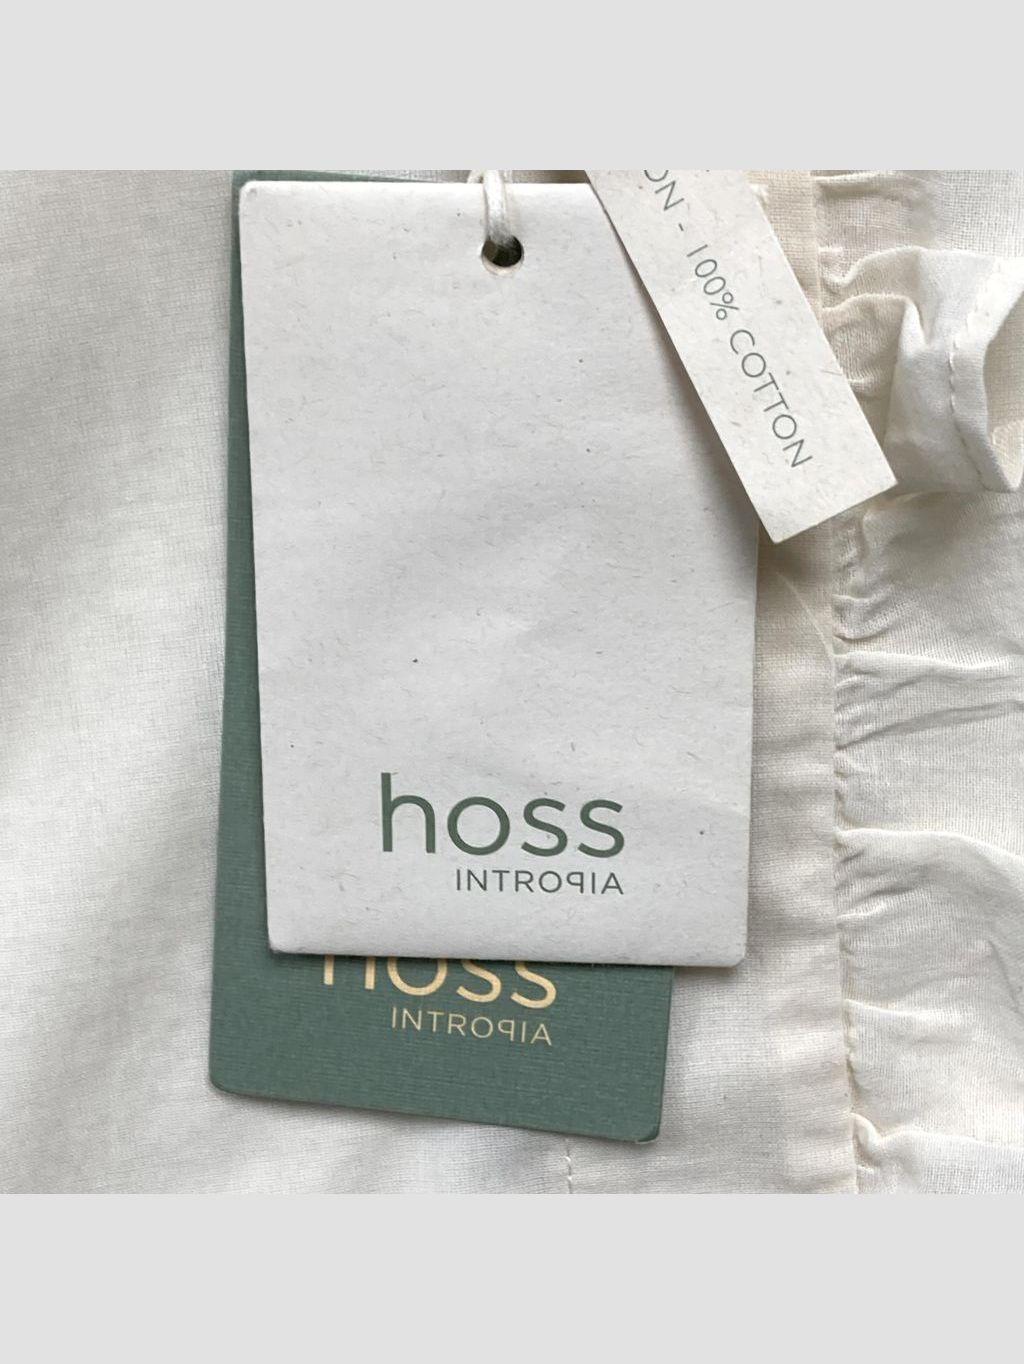 ON - 100% COTTON
hoss
INTROPIA
hoss
INTROPIA